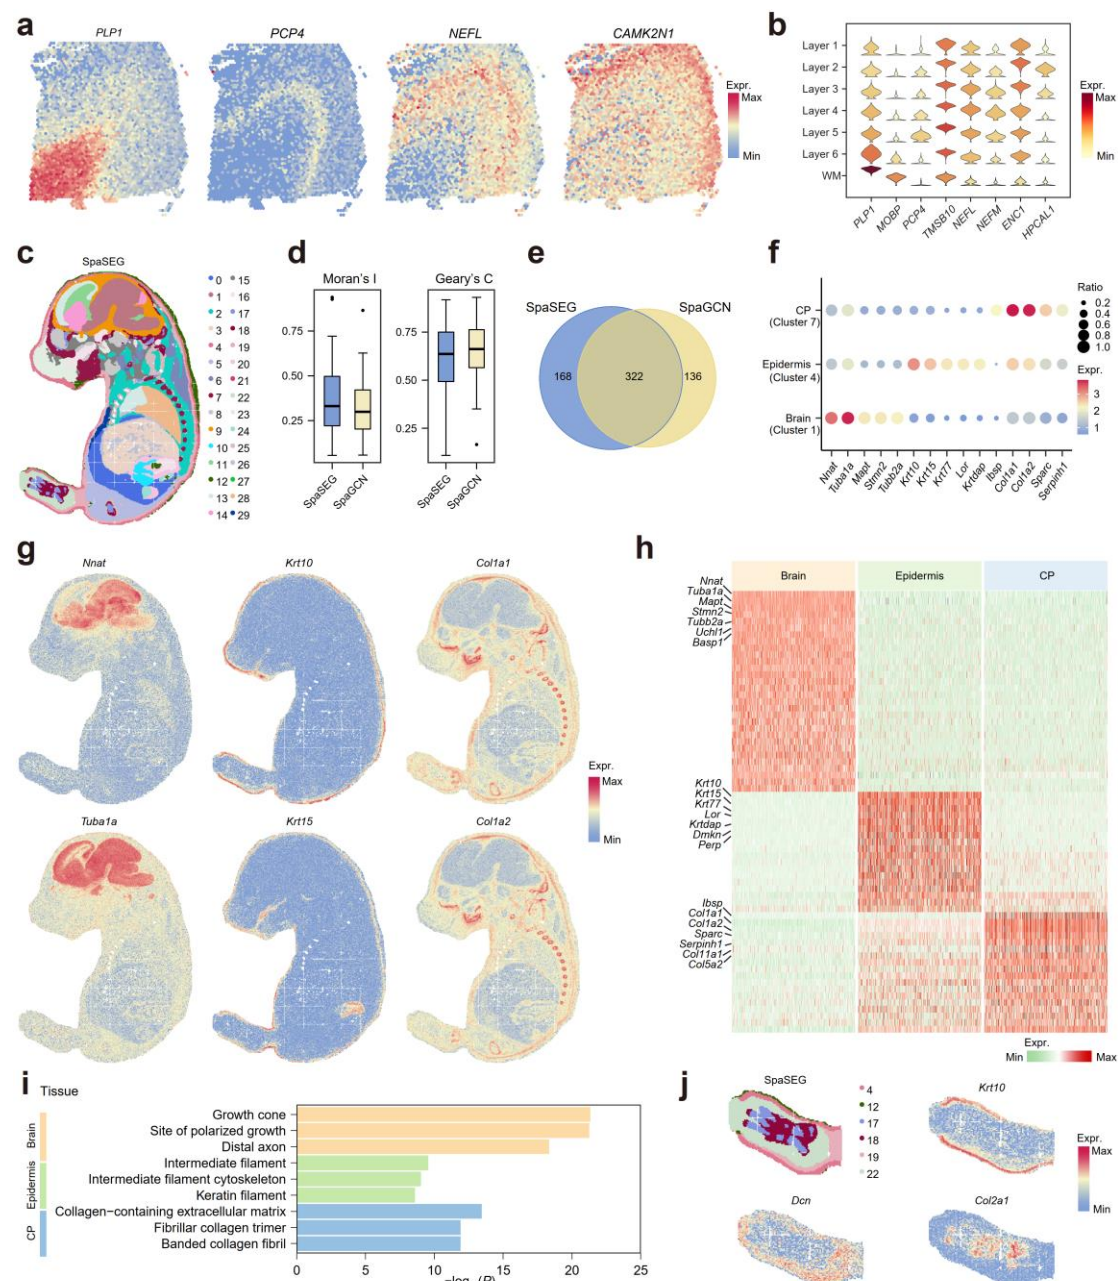 a
PLP1
PCP4
NEFL
CAMK2N1
Expr.
Max
Min
b
Layer 1
Layer 2
Layer 3
Layer 4
Layer 5
Layer 6
WM
PLP1
MOBP
PCP4
TMSB10
NEFL
NEFM
ENC1
HPCAL1
Expr.
Max
Min
c
SpaSEG
0 15
1 16
2 17
3 18
4 19
5 20
6 21
7 22
8 23
9 24
10 25
11 26
12 27
13 28
14 29
d
Moran's I
0.75
0.50
0.25
SpaSEG
SpaGCN
Geary's C
0.75
0.50
0.25
SpaSEG
SpaGCN
e
SpaSEG
SpaGCN
168
322
136
f
CP
(Cluster 7)
Epidermis
(Cluster 4)
Brain
(Cluster 1)
Nnat
Tuba1a
Mapt
Stmn2
Tubb2a
Krt10
Krt15
Krt77
Lor
Krtdap
Ibsp
Col1a1
Col1a2
Sparc
Serpinh1
Ratio
0.2
0.4
0.6
0.8
1.0
Expr.
3
2
1
g
Nnat
Krt10
Col1a1
Expr.
Max
Min
Tuba1a
Krt15
Col1a2
h
Brain
Epidermis
CP
Nnat
Tuba1a
Mapt
Stmn2
Tubb2a
Uchl1
Basp1
Krt10
Krt15
Krt77
Lor
Krtdap
Dmkn
Perp
Ibsp
Col1a1
Col1a2
Sparc
Serpinh1
Col11a1
Col5a2
Expr.
Min Max
i
Tissue
Brain
Epidermis
CP
Growth cone
Site of polarized growth
Distal axon
Intermediate filament
Intermediate filament cytoskeleton
Keratin filament
Collagen−containing extracellular matrix
Fibrillar collagen trimer
Banded collagen fibril
0 5 10 15 20 25
j
SpaSEG
4
12
17
18
19
22
Krt10
Expr.
Max
Min
Dcn
Col2a1